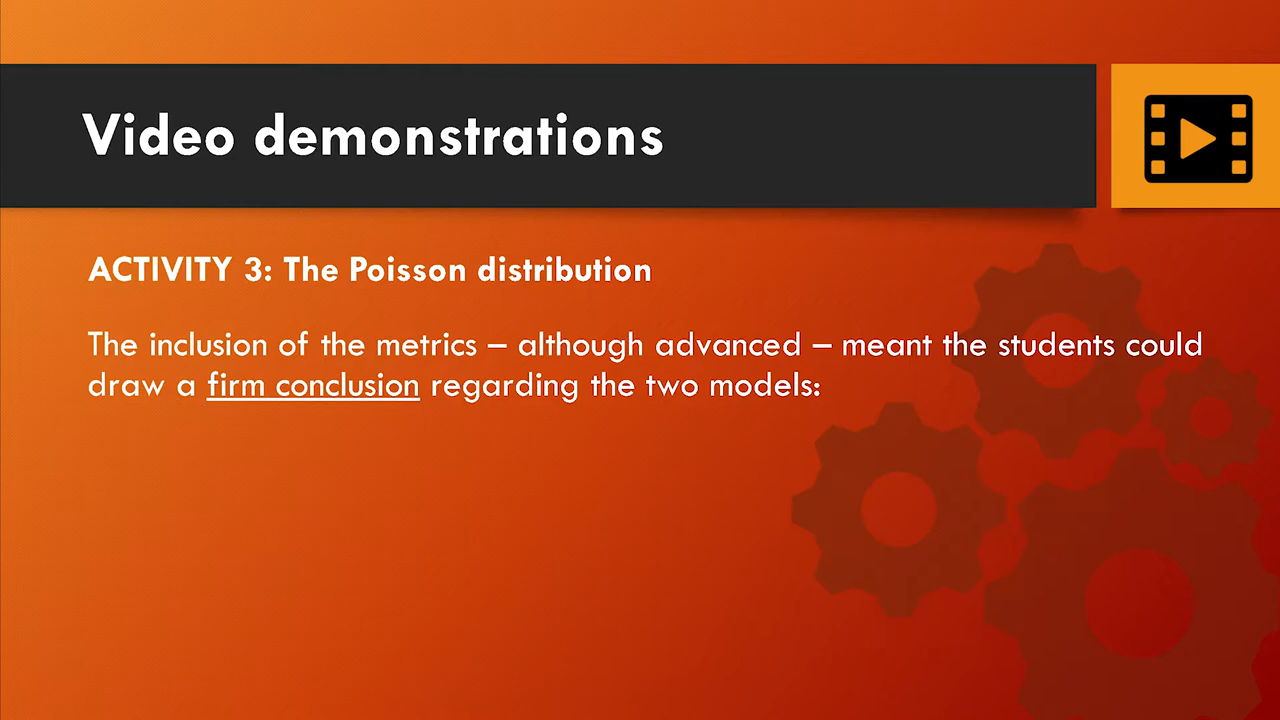 Video demonstrations
ACTIVITY 3: The Poisson distribution
The inclusion of the metrics – although advanced – meant the students could
draw a firm conclusion regarding the two models: